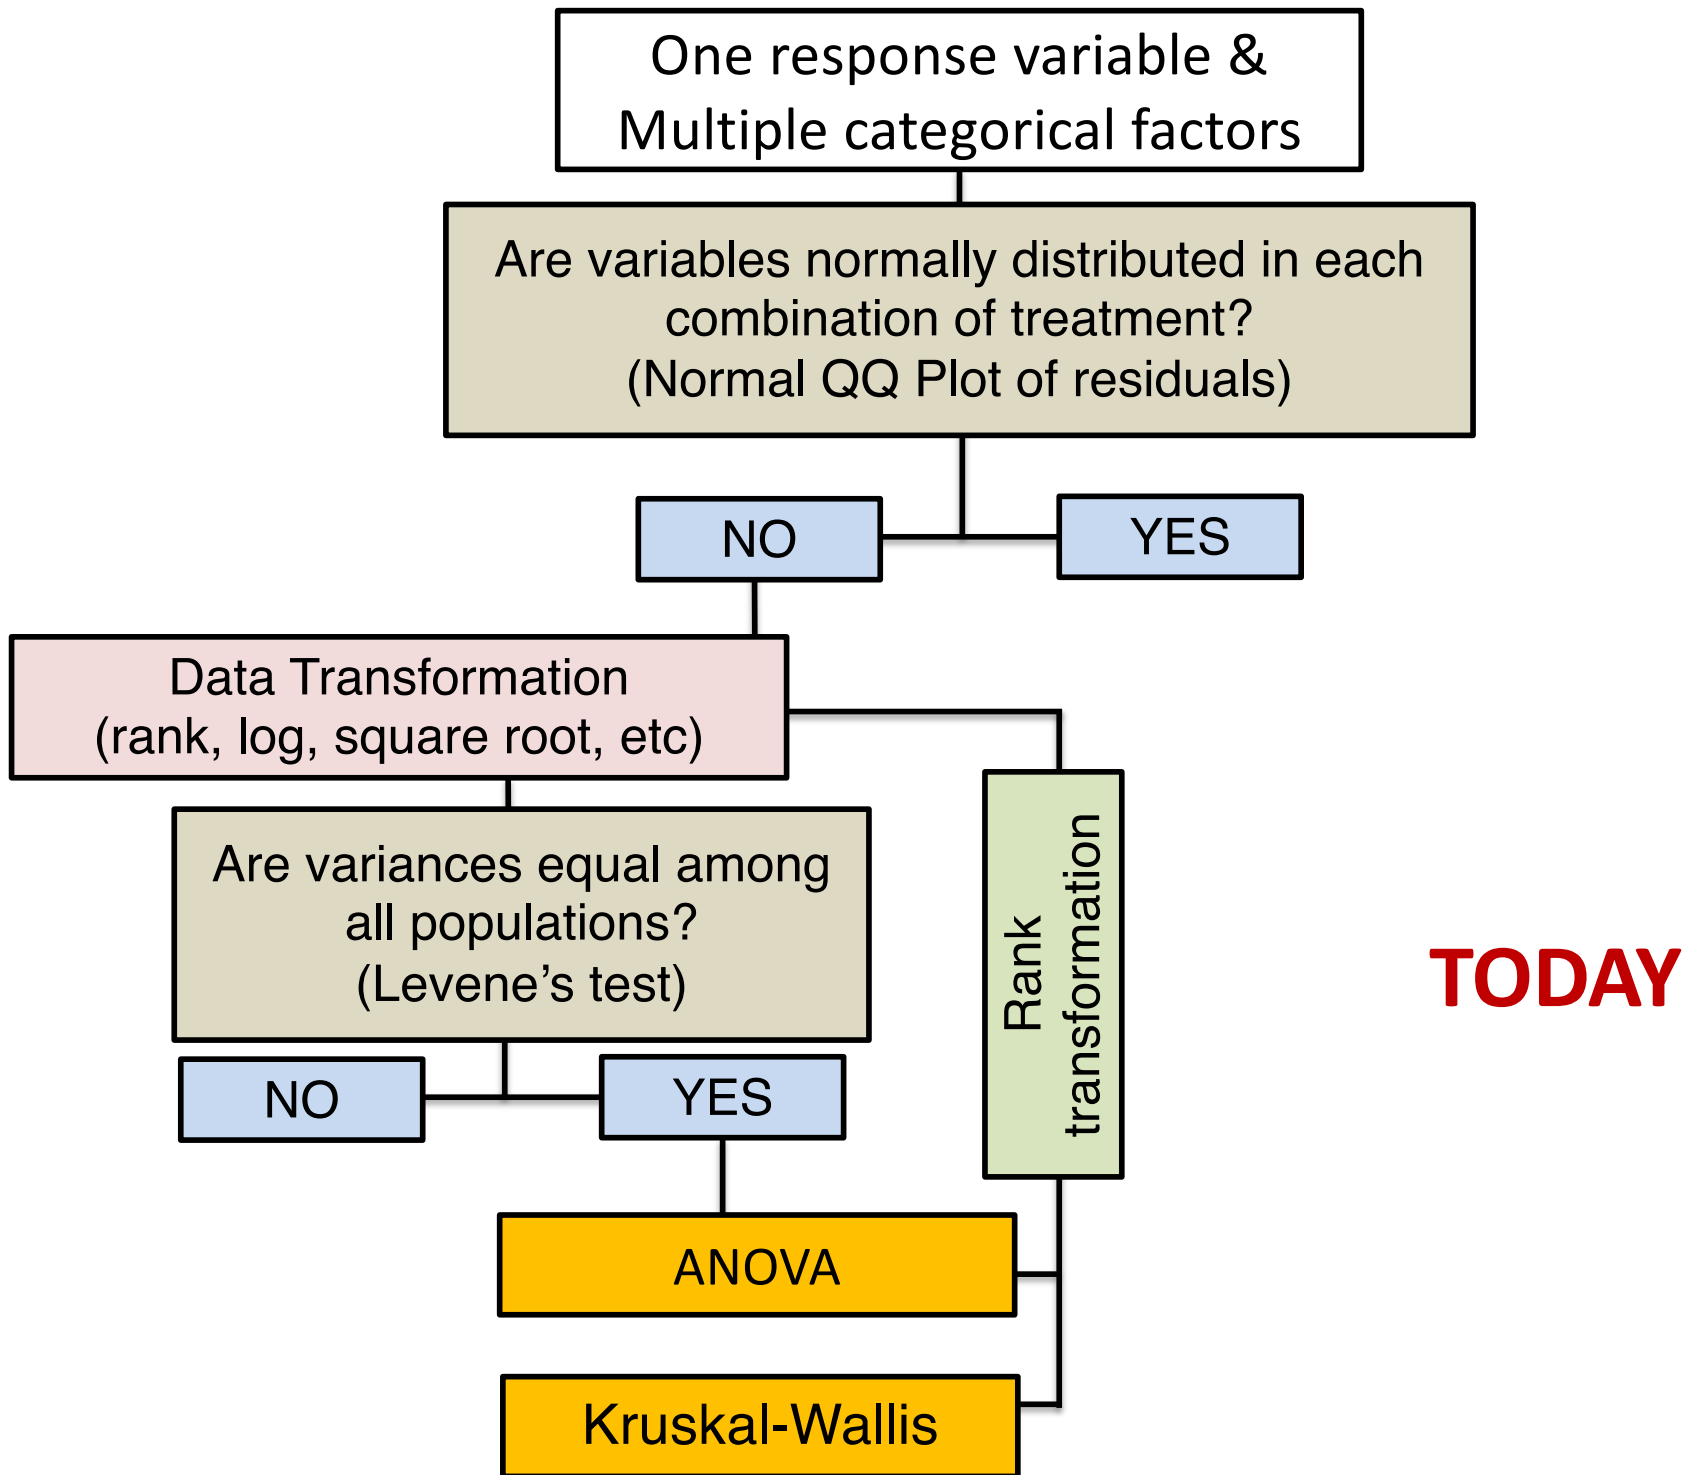 One response variable &
Multiple categorical factors
Are variables normally distributed in each
combination of treatment?
(Normal QQ Plot of residuals)
NO
YES
Data Transformation
(rank, log, square root, etc)
Are variances equal among
all populations?
(Levene’s test)
Rank
transformation
TODAY
NO
YES
ANOVA
Kruskal-Wallis